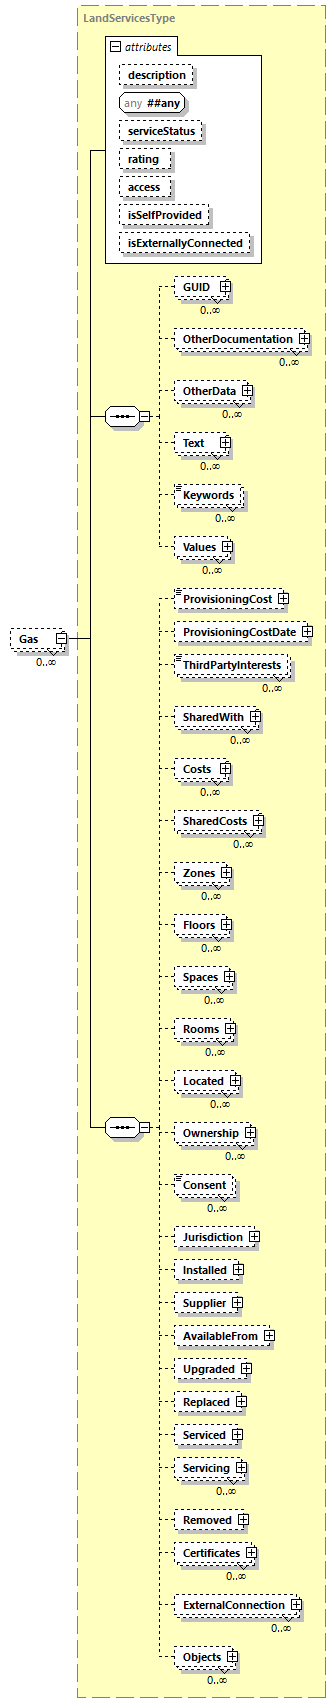 LandServicesType
attributes
description
any ##any
serviceStatus
rating
access
isSelfProvided
isExternallyConnected
GUID
0..∞
OtherDocumentation
0..∞
OtherData
0..∞
Text
0..∞
Keywords
0..∞
Values
0..∞
ProvisioningCost
Gas
0..∞
ProvisioningCostDate
ThirdPartyInterests
0..∞
SharedWith
0..∞
Costs
0..∞
SharedCosts
0..∞
Zones
0..∞
Floors
0..∞
Spaces
0..∞
Rooms
0..∞
Located
0..∞
Ownership
0..∞
Consent
0..∞
Jurisdiction
Installed
Supplier
AvailableFrom
Upgraded
Replaced
Serviced
Servicing
0..∞
Removed
Certificates
0..∞
ExternalConnection
0..∞
Objects
0..∞